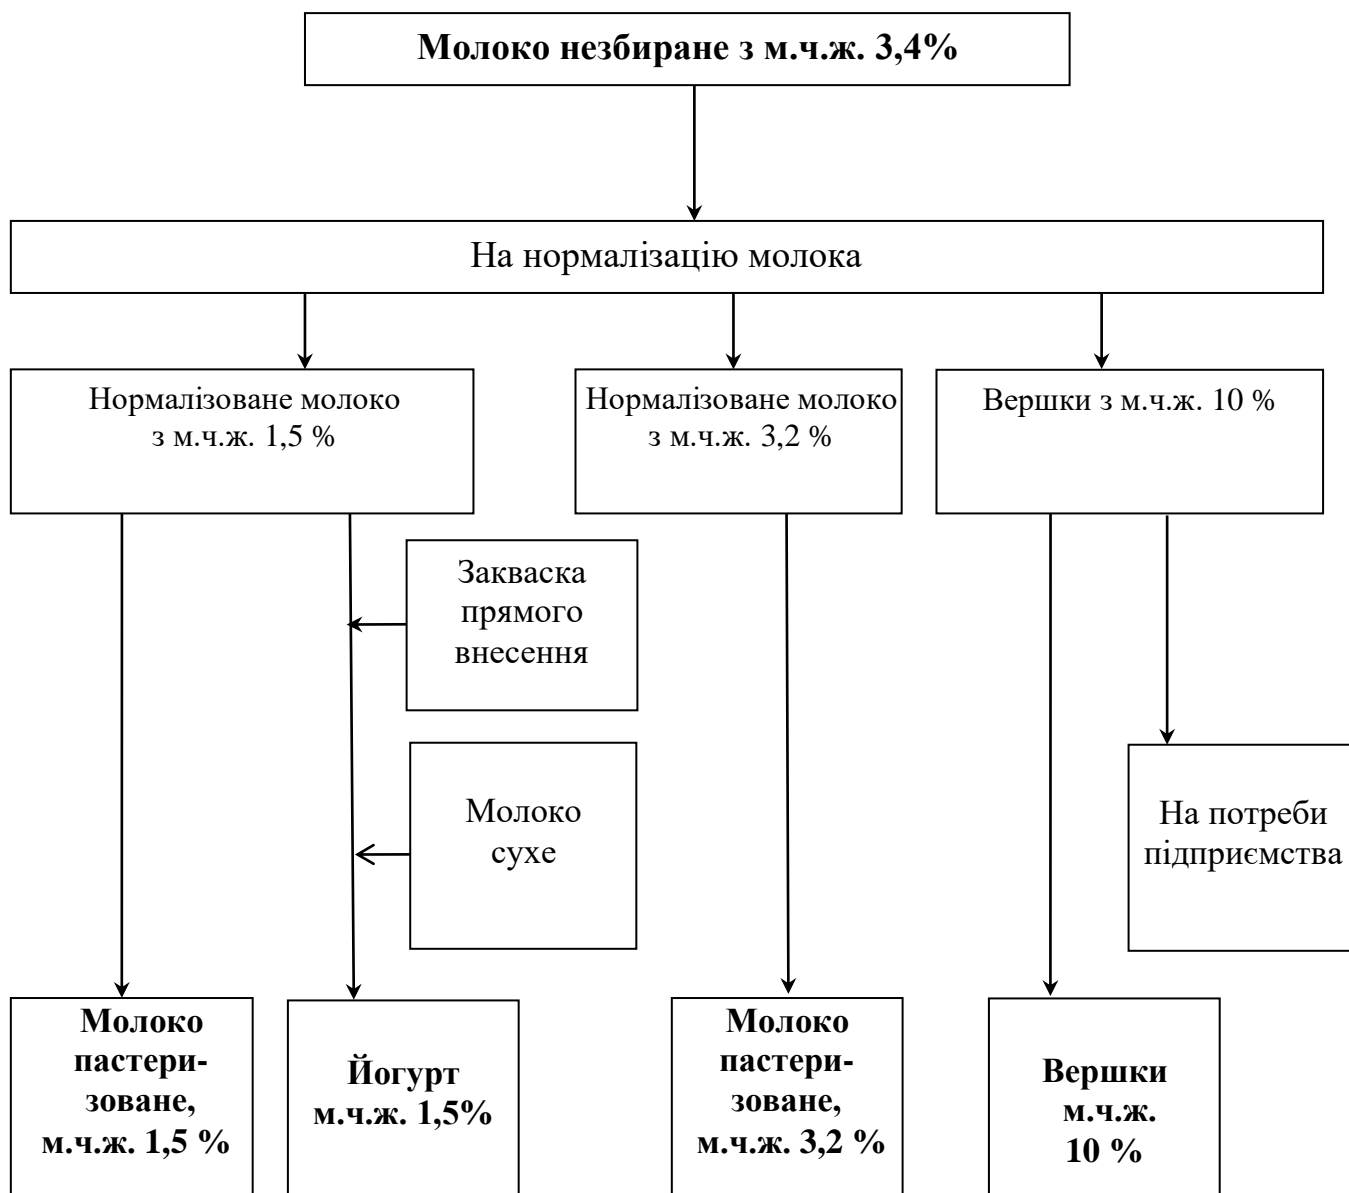 Молоко незбиране з м.ч.ж. 3,4%
На нормалізацію молока
Нормалізоване молоко
з м.ч.ж. 1,5 %
Нормалізоване молоко
з м.ч.ж. 3,2 %
Вершки з м.ч.ж. 10 %
Закваска
прямого
внесення
Молоко
сухе
На потреби
підприємства
Молоко
пастери-
зоване,
м.ч.ж. 1,5 %
Йогурт
м.ч.ж. 1,5%
Молоко
пастери-
зоване,
м.ч.ж. 3,2 %
Вершки
м.ч.ж.
10 %